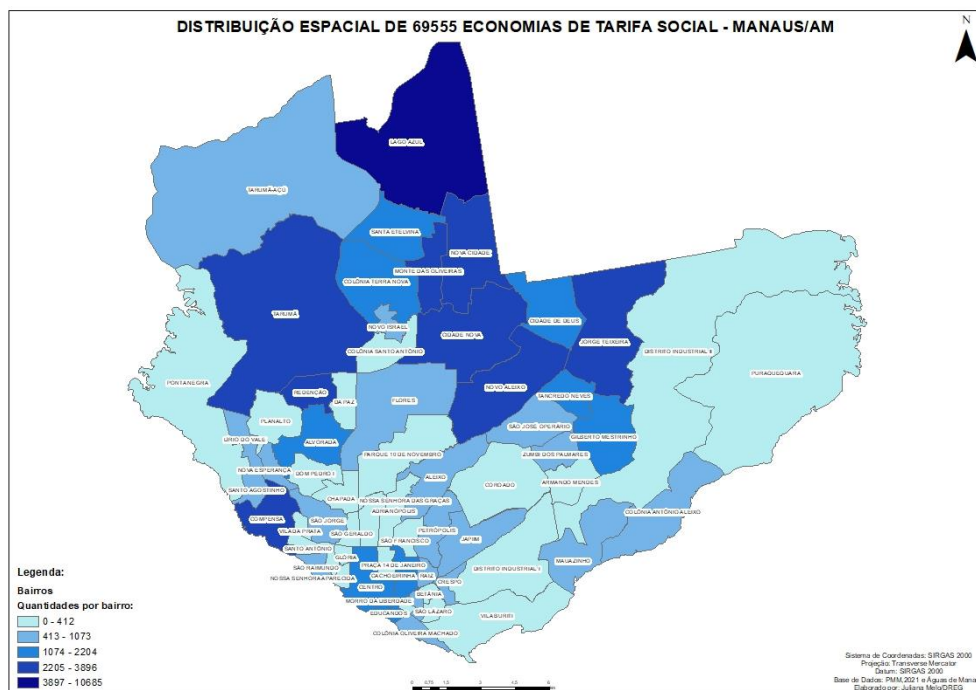 DISTRIBUIÇÃO ESPACIAL DE 69555 ECONOMIAS DE TARIFA SOCIAL - MANAUS/AM
N
LAGO AZUL
TARUMÃ-AÇU
SANTA ETELVINA
NOVA CIDADE
MONTE DAS OLIVEIRAS
COLÔNIA TERRA NOVA
TARUMÃ
CIDADE DE DEUS
NOVO ISRAEL
CIDADE NOVA
JORGE TEIXEIRA
COLÔNIA SANTO ANTÔNIO
DISTRITO INDUSTRIAL II
PURAQUEQUARA
PONTA NEGRA
NOVO ALEIXO
REDENÇÃO
TANCREDO NEVES
DA PAZ
FLORES
PLANALTO
SÃO JOSÉ OPERÁRIO
LÍRIO DO VALE
ALVORADA
GILBERTO MESTRINHO
PARQUE 10 DE NOVEMBRO
ZUMBI DOS PALMARES
NOVA ESPERANÇA
DOM PEDRO I
ALEIXO
COROADO
ARMANDO MENDES
SANTO AGOSTINHO
CHAPADA
NOSSA SENHORA DAS GRAÇAS
ADRIANÓPOLIS
COLÔNIA ANTÔNIO ALEIXO
COMPENSA
SÃO JORGE
VILA DA PRATA
SÃO GERALDO
PETRÓPOLIS
SÃO FRANCISCO
JAPIIM
SANTO ANTÔNIO
GLÓRIA
MAUAZINHO
SÃO RAIMUNDO
PRAÇA 14 DE JANEIRO
DISTRITO INDUSTRIAL I
NOSSA SENHORA APARECIDA
CACHOEIRINHA
RAIZ
CRESPO
CENTRO
BETÂNIA
MORRO DA LIBERDADE
EDUCANDOS
SÃO LÁZARO
VILA BURITI
COLÔNIA OLIVEIRA MACHADO
Legenda:
Bairros
Quantidades por bairro:
0 - 412
413 - 1073
1074 - 2204
2205 - 3896
3897 - 10685
Sistema de Coordenadas: SIRGAS 2000
Projeção: Transverse Mercator
Datum: SIRGAS 2000
Base de Dados: PMM,2021 e Águas de Mana
Elaborado por: Juliana Melo/DREG